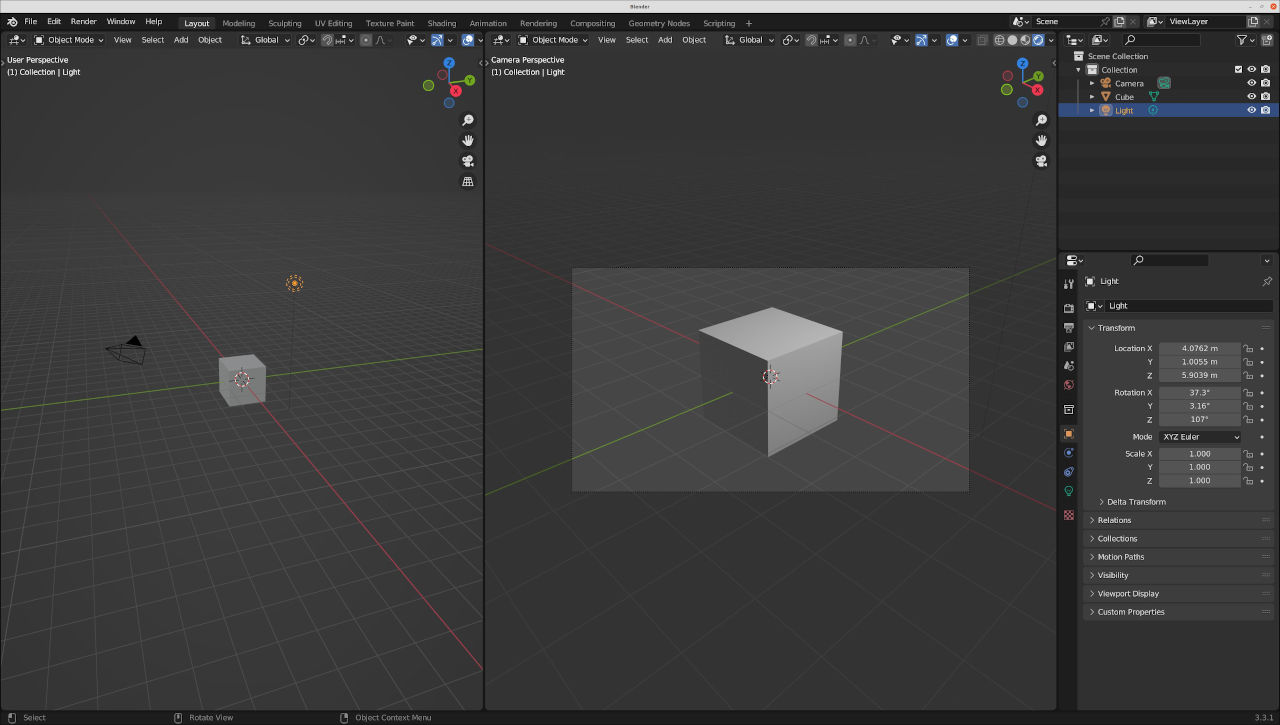 Blender
File Edit Render Window Help Layout Modeling Sculpting UV Editing Texture Paint Shading Animation Rendering Compositing Geometry Nodes Scripting + Scene ViewLayer
Object Mode View Select Add Object Global
Object Mode View Select Add Object Global
User Perspective
(1) Collection | Light
Z
Y
X
Camera Perspective
(1) Collection | Light
Z
Y
X
Scene Collection
Collection
Camera
Cube
Light
Light
Light
Transform
Location X 4.0762 m
Y 1.0055 m
Z 5.9039 m
Rotation X 37.3°
Y 3.16°
Z 107°
Mode XYZ Euler
Scale X 1.000
Y 1.000
Z 1.000
Delta Transform
Relations
Collections
Motion Paths
Visibility
Viewport Display
Custom Properties
Select Rotate View Object Context Menu 3.3.1